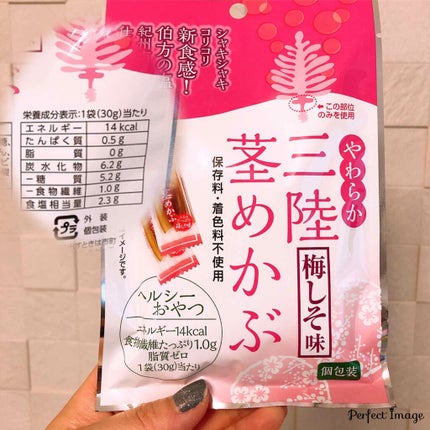 シャキシャキ
コリコリ
新食感!
伯方の塩
紀州
栄養成分表示:1袋(30g)当たり
エネルギー 14kcal
たんぱく質 0.5g
脂質 0g
炭水化物 6.2g
-糖質 5.2g
-食物繊維 1.0g
食塩相当量 2.3g
プラ
外装
個包装
この部位
のみを使用
やわらか
三陸
茎めかぶ
梅しそ味
保存料・着色料不使用
イメージです。
ヘルシー
おやつ
エネルギー14kcal
食物繊維たっぷり1.0g
脂質ゼロ
1袋(30g)当たり
個包装
Perfect Image